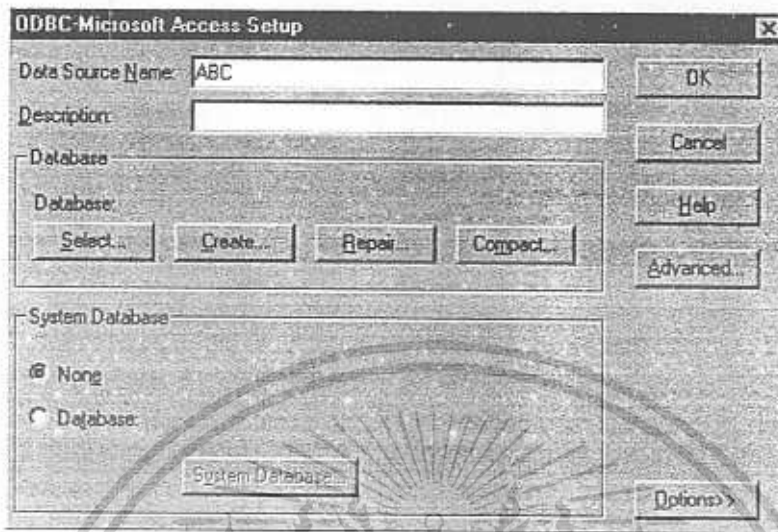 ODBC-Microsoft Access Setup
Data Source Name: ABC
Description:
Database
Database:
Select... Create... Repair... Compact...
System Database
None
Database:
System Database...
OK
Cancel
Help
Advanced...
Options>>